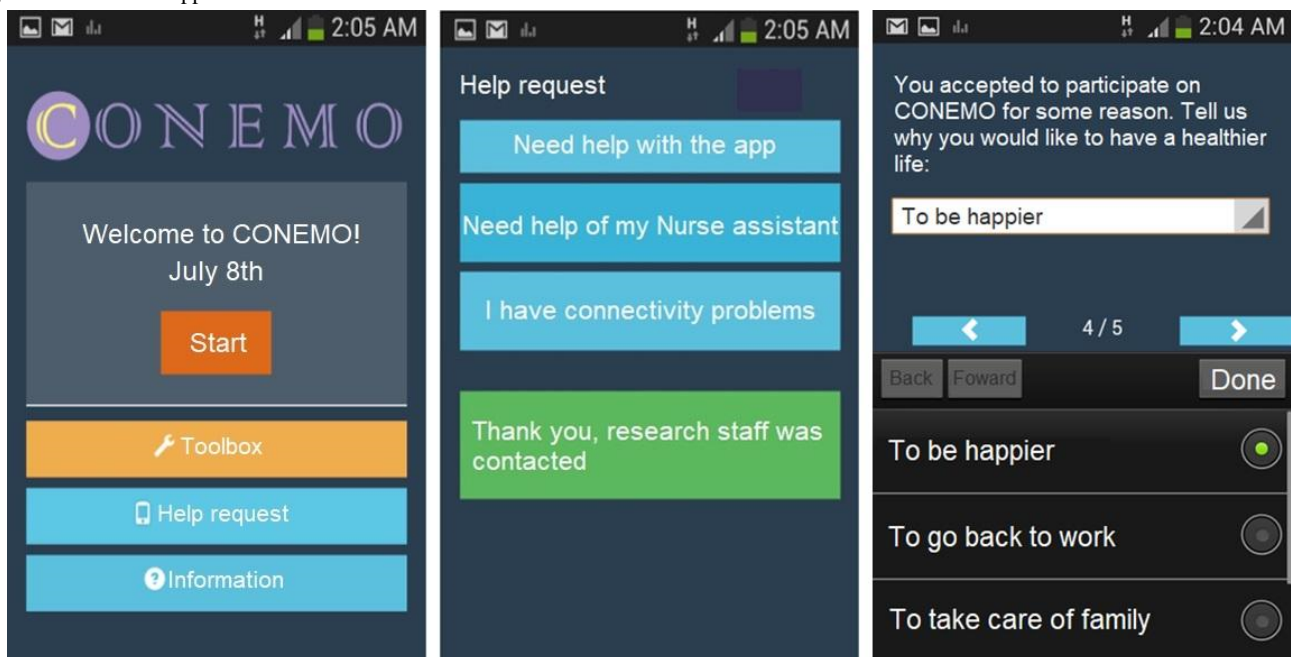 H 2:05 AM
CONEMO
Welcome to CONEMO!
July 8th
Start
Toolbox
Help request
Information
H 2:05 AM
Help request
Need help with the app
Need help of my Nurse assistant
I have connectivity problems
Thank you, research staff was
contacted
H 2:04 AM
You accepted to participate on
CONEMO for some reason. Tell us
why you would like to have a healthier
life:
To be happier
4 / 5
Back Foward Done
To be happier
To go back to work
To take care of family